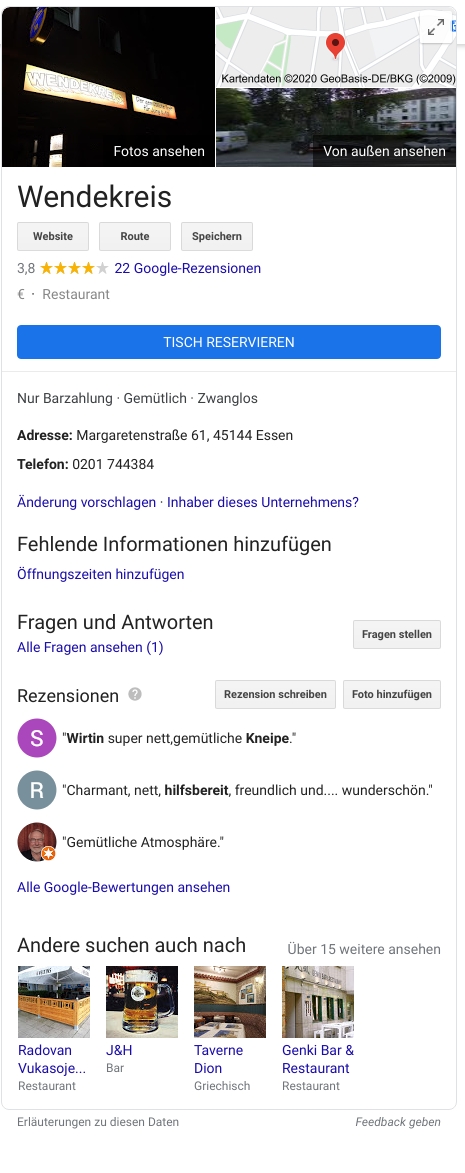 WENDEKREIS
Fotos ansehen
Kartendaten ©2020 GeoBasis-DE/BKG (©2009)
Von außen ansehen
Wendekreis
Website
Route
Speichern
3,8 22 Google-Rezensionen
€ · Restaurant
TISCH RESERVIEREN
Nur Barzahlung · Gemütlich · Zwanglos
Adresse: Margaretenstraße 61, 45144 Essen
Telefon: 0201 744384
Änderung vorschlagen · Inhaber dieses Unternehmens?
Fehlende Informationen hinzufügen
Öffnungszeiten hinzufügen
Fragen und Antworten
Alle Fragen ansehen (1)
Fragen stellen
Rezensionen ?
Rezension schreiben
Foto hinzufügen
S
"Wirtin super nett,gemütliche Kneipe."
R
"Charmant, nett, hilfsbereit, freundlich und.... wunderschön."
"Gemütliche Atmosphäre."
Alle Google-Bewertungen ansehen
Andere suchen auch nach
Über 15 weitere ansehen
Radovan
Vukasoje...
Restaurant
J&H
Bar
Taverne
Dion
Griechisch
Genki Bar &
Restaurant
Restaurant
Erläuterungen zu diesen Daten
Feedback geben